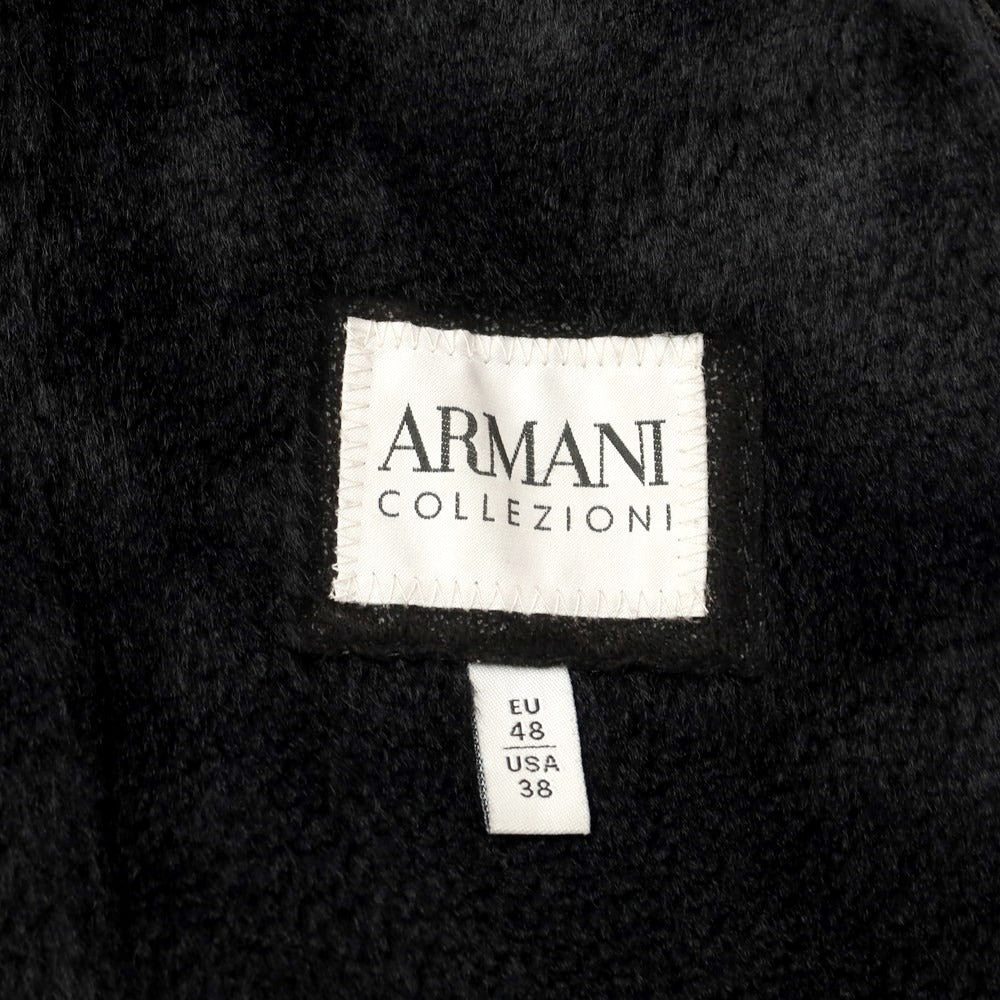 ARMANI
COLLEZIONI
EU
48
USA
38